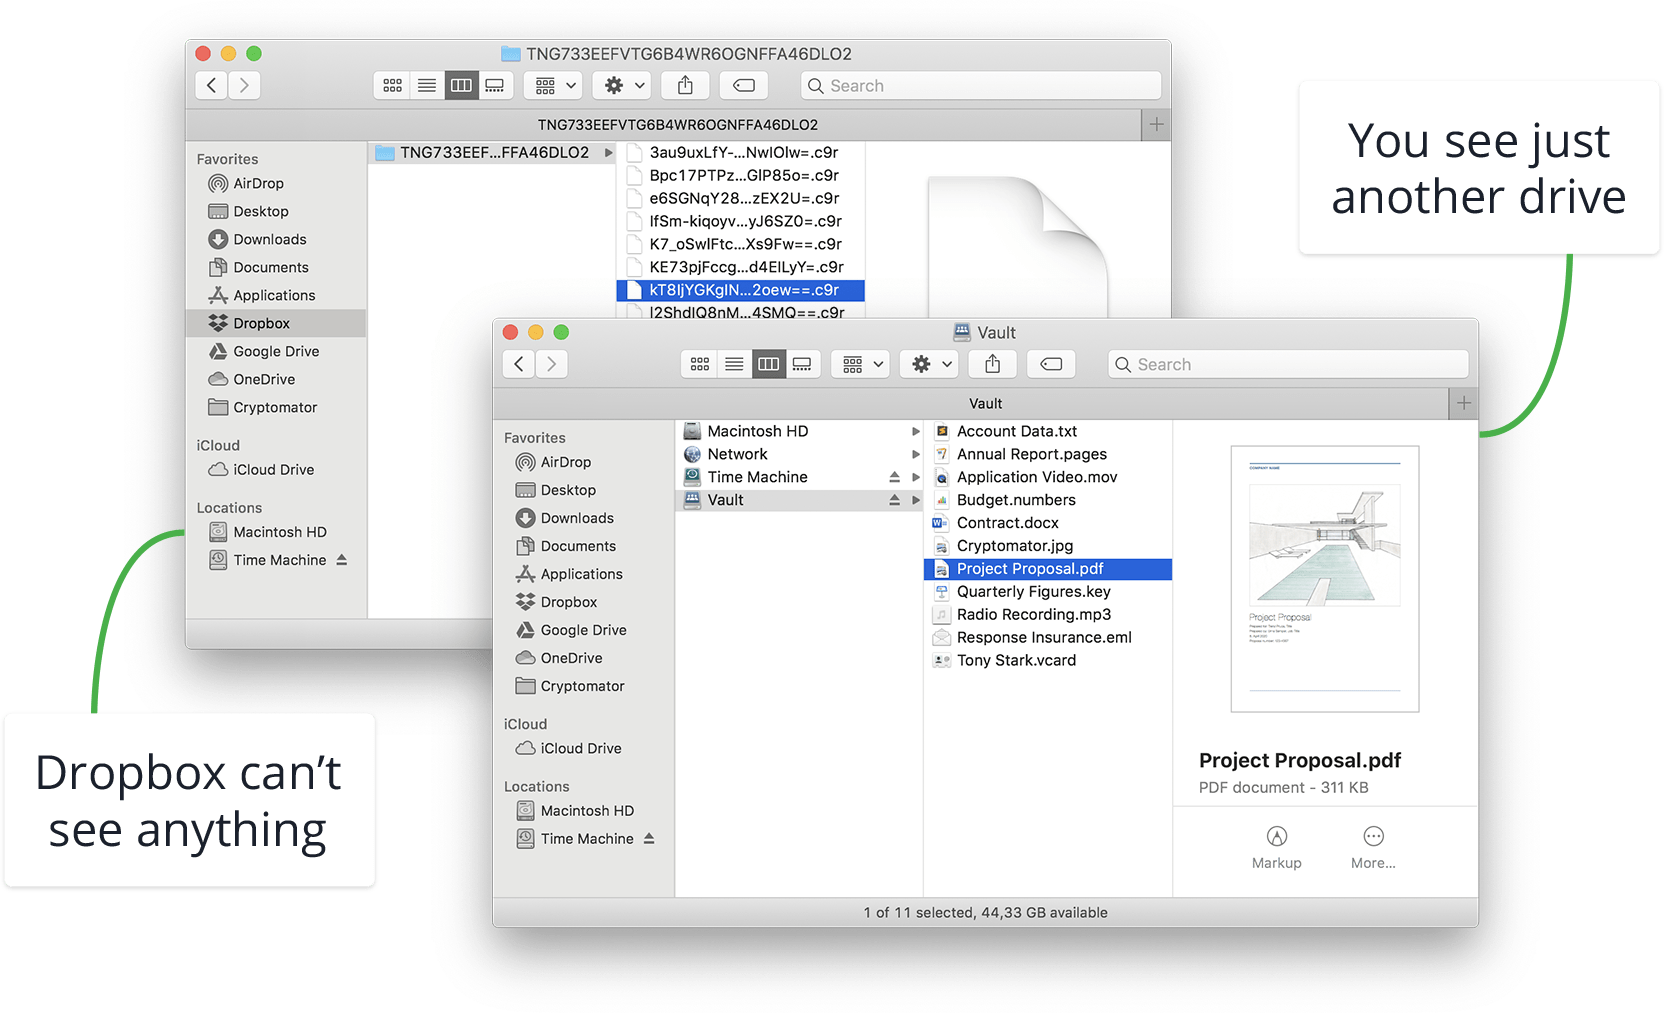 TNG733EEFVTG6B4WR6OGNFFA46DLO2
Search
TNG733EEFVTG6B4WR6OGNFFA46DLO2
Favorites
AirDrop
Desktop
Downloads
Documents
Applications
Dropbox
Google Drive
OneDrive
Cryptomator
iCloud
iCloud Drive
Locations
Macintosh HD
Time Machine
TNG733EEF...FFA46DLO2
3au9uxLfY-...NwIOlw=.c9r
Bpc17PTPz...GIP85o=.c9r
e6SGNqY28...zEX2U=.c9r
IfSm-kiqoyv...yJ6SZ0=.c9r
K7_oSwIFtc...Xs9Fw==.c9r
KE73pjFccg...d4ElLyY=.c9r
kT8IjYGKgIN...2oew==.c9r
l2ShdIQ8nM...4SMQ==.c9r
You see just
another drive
Vault
Search
Vault
Favorites
AirDrop
Desktop
Downloads
Documents
Applications
Dropbox
Google Drive
OneDrive
Cryptomator
iCloud
iCloud Drive
Locations
Macintosh HD
Time Machine
Macintosh HD
Network
Time Machine
Vault
Account Data.txt
Annual Report.pages
Application Video.mov
Budget.numbers
Contract.docx
Cryptomator.jpg
Project Proposal.pdf
Quarterly Figures.key
Radio Recording.mp3
Response Insurance.eml
Tony Stark.vcard
COMPANY NAME
Project Proposal
Project Proposal.pdf
PDF document - 311 KB
Markup
More...
1 of 11 selected, 44,33 GB available
Dropbox can't
see anything